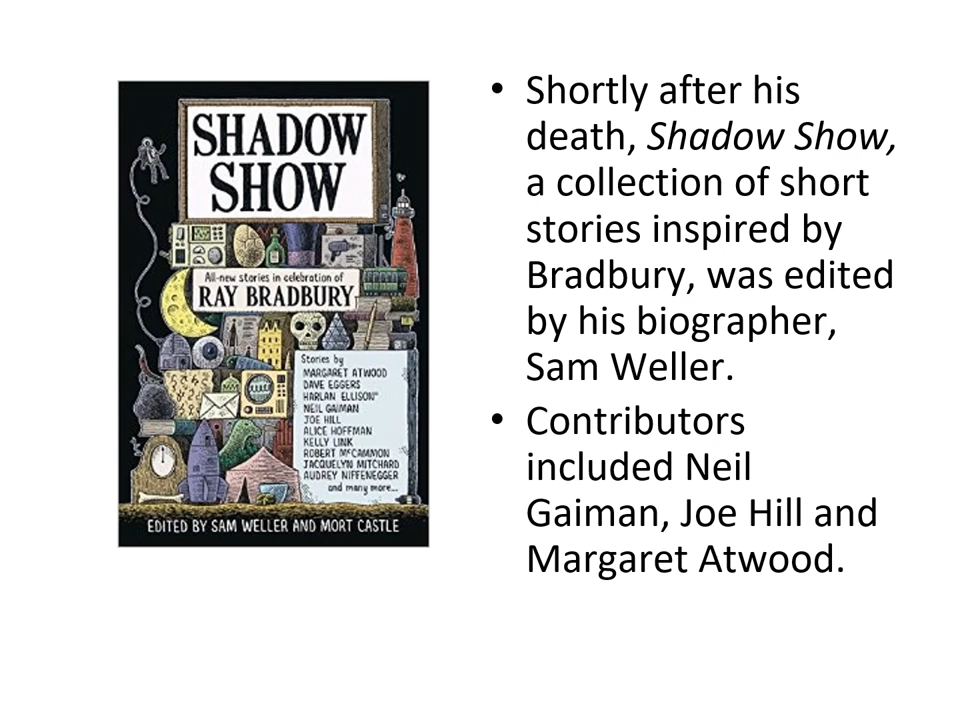 SHADOW
SHOW
All-new stories in celebration of
RAY BRADBURY
Stories by
MARGARET ATWOOD
DAVE EGGERS
HARLAN ELLISON®
NEIL GAIMAN
JOE HILL
ALICE HOFFMAN
KELLY LINK
ROBERT McCAMMON
JACQUELYN MITCHARD
AUDREY NIFFENEGGER
and many more...
EDITED BY SAM WELLER AND MORT CASTLE
• Shortly after his
death, Shadow Show,
a collection of short
stories inspired by
Bradbury, was edited
by his biographer,
Sam Weller.
• Contributors
included Neil
Gaiman, Joe Hill and
Margaret Atwood.